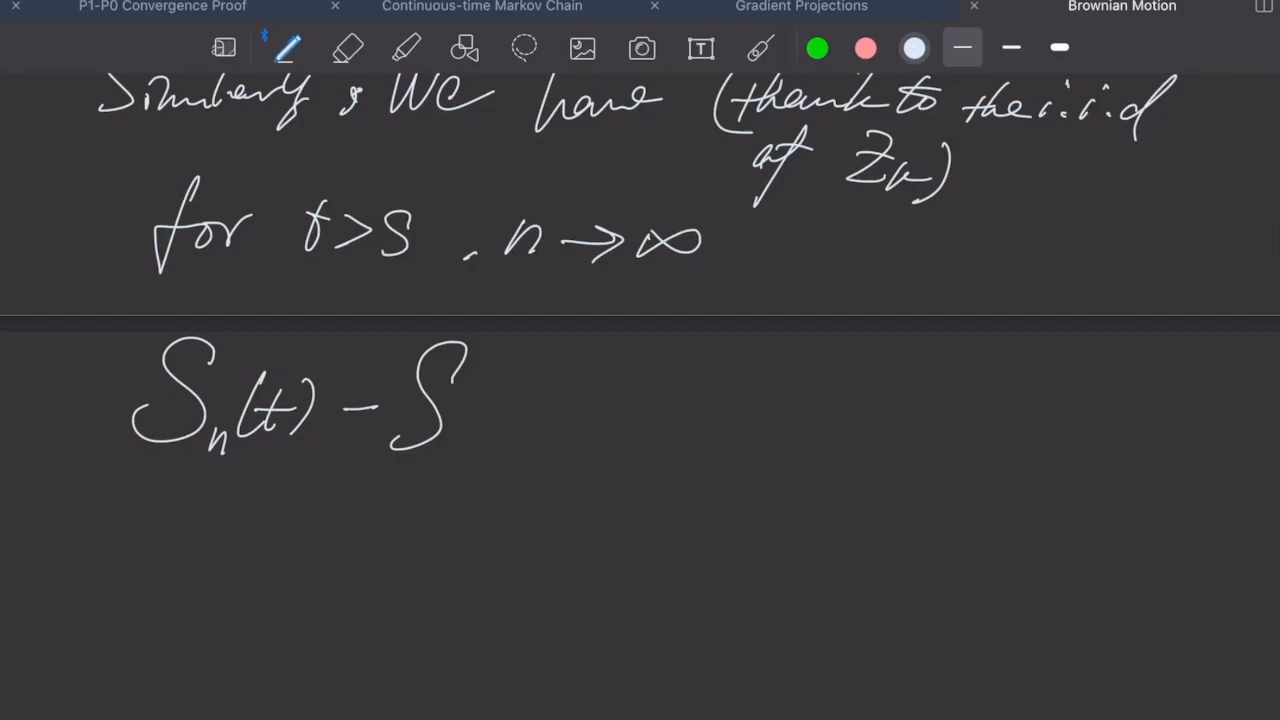 P1-P0 Convergence Proof Continuous-time Markov Chain Gradient Projections Brownian Motion
Similarly, we have (thank to the i.i.d
of Zk)
for t>s, n→∞
Sn(t) - S